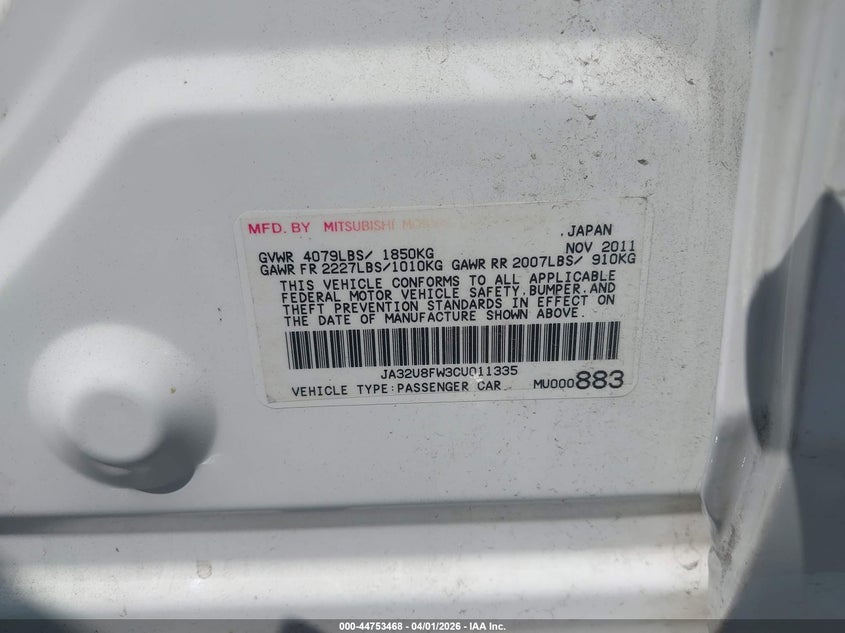 MFD. BY MITSUBISHI
, JAPAN
GVWR 4079LBS/ 1850KG NOV 2011
GAWR FR 2227LBS/1010KG GAWR RR 2007LBS/ 910KG
THIS VEHICLE CONFORMS TO ALL APPLICABLE
FEDERAL MOTOR VEHICLE SAFETY,BUMPER,AND
THEFT PREVENTION STANDARDS IN EFFECT ON
THE DATE OF MANUFACTURE SHOWN ABOVE.
JA32U8FW3CU011335
VEHICLE TYPE:PASSENGER CAR MU000883
000-44753468 - 04/01/2026 - IAA Inc.